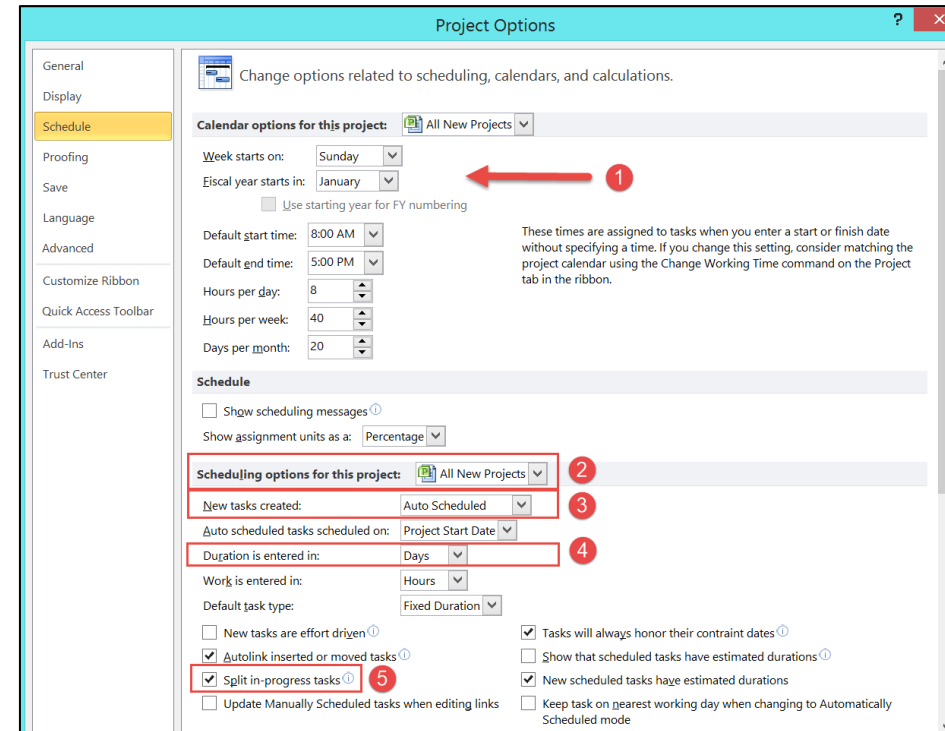 Project Options
?
General
Display
Schedule
Proofing
Save
Language
Advanced
Customize Ribbon
Quick Access Toolbar
Add-Ins
Trust Center
Change options related to scheduling, calendars, and calculations.
Calendar options for this project: All New Projects
Week starts on: Sunday
Fiscal year starts in: January
1
Use starting year for FY numbering
Default start time: 8:00 AM
Default end time: 5:00 PM
Hours per day: 8
Hours per week: 40
Days per month: 20
These times are assigned to tasks when you enter a start or finish date
without specifying a time. If you change this setting, consider matching the
project calendar using the Change Working Time command on the Project
tab in the ribbon.
Schedule
Show scheduling messages
Show assignment units as a: Percentage
Scheduling options for this project: All New Projects
2
New tasks created: Auto Scheduled
3
Auto scheduled tasks scheduled on: Project Start Date
Duration is entered in: Days
4
Work is entered in: Hours
Default task type: Fixed Duration
New tasks are effort driven
Autolink inserted or moved tasks
Split in-progress tasks
5
Update Manually Scheduled tasks when editing links
Tasks will always honor their contraint dates
Show that scheduled tasks have estimated durations
New scheduled tasks have estimated durations
Keep task on nearest working day when changing to Automatically
Scheduled mode